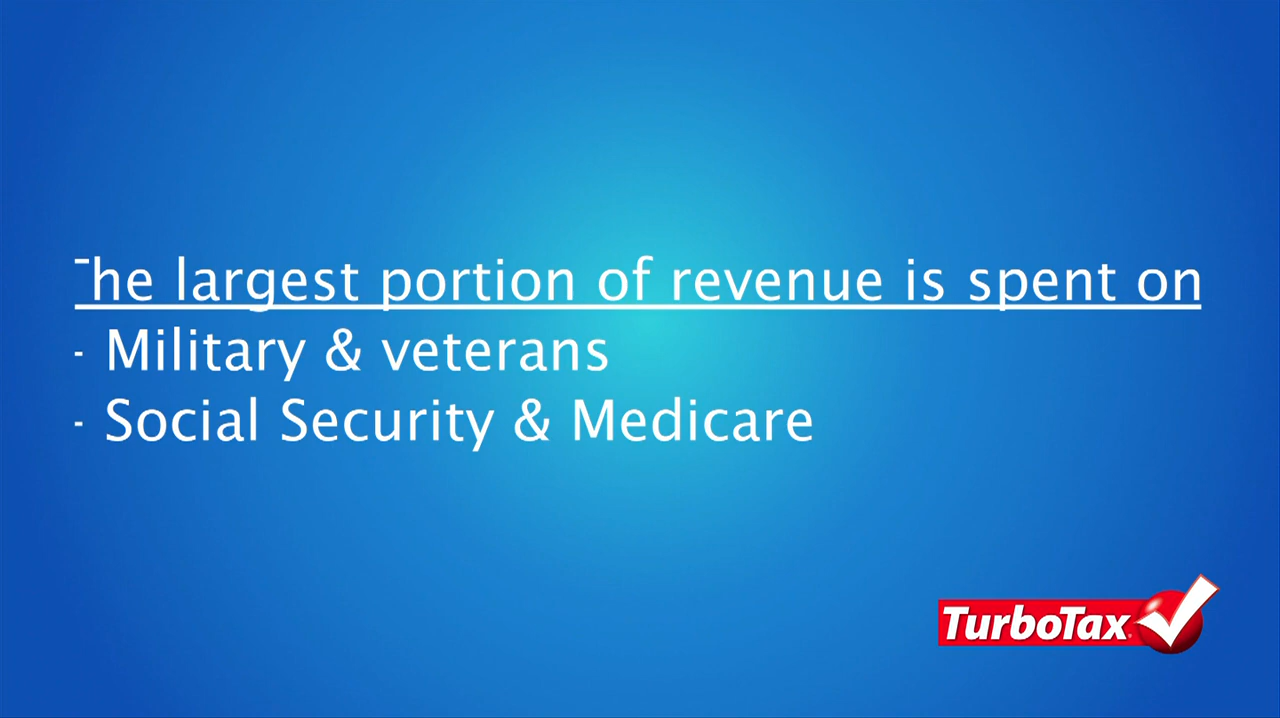 The largest portion of revenue is spent on
- Military & veterans
- Social Security & Medicare
TurboTax